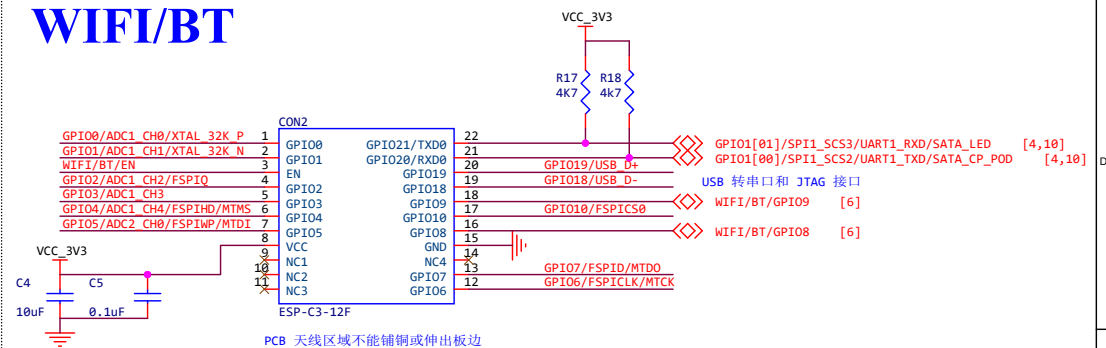 WIFI/BT
VCC_3V3
R17
4K7
R18
4k7
CON2
GPIO0/ADC1_CH0/XTAL_32K_P 1 GPIO0
GPIO1/ADC1_CH1/XTAL_32K_N 2 GPIO1
WIFI/BT/EN 3 EN
GPIO2/ADC1_CH2/FSPIQ 4 GPIO2
GPIO3/ADC1_CH3 5 GPIO3
GPIO4/ADC1_CH4/FSPIHD/MTMS 6 GPIO4
GPIO5/ADC2_CH0/FSPIWP/MTDI 7 GPIO5
8 VCC
9 NC1
10 NC2
11 NC3
GPIO21/TXD0 22 GPIO1[01]/SPI1_SCS3/UART1_RXD/SATA_LED [4,10]
GPIO20/RXD0 21 GPIO1[00]/SPI1_SCS2/UART1_TXD/SATA_CP_POD [4,10]
GPIO19 20 GPIO19/USB_D+
GPIO18 19 GPIO18/USB_D-
USB 转串口和 JTAG 接口
GPIO9 18 WIFI/BT/GPIO9 [6]
GPIO10 17 GPIO10/FSPICS0
GPIO8 16 WIFI/BT/GPIO8 [6]
GND 15
NC4 14
GPIO7 13 GPIO7/FSPID/MTDO
GPIO6 12 GPIO6/FSPICLK/MTCK
ESP-C3-12F
VCC_3V3
C4
10uF
C5
0.1uF
PCB 天线区域不能铺铜或伸出板边
D